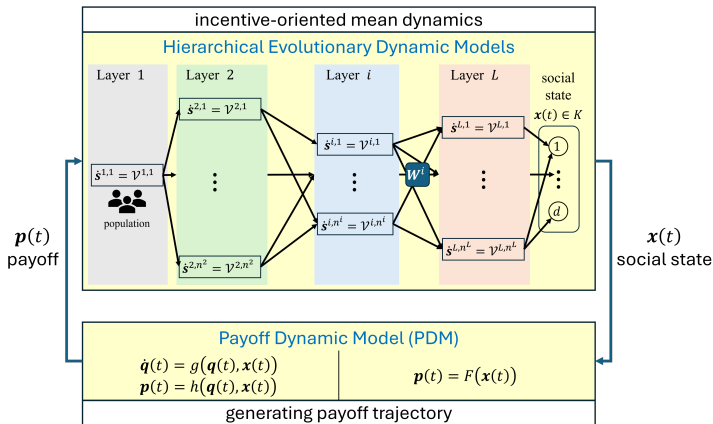 incentive-oriented mean dynamics
Hierarchical Evolutionary Dynamic Models
Layer 1
Layer 2
Layer i
Layer L
social
state
x(t) ∈ K
ṡ^{1,1} = 𝒱^{1,1}
population
ṡ^{2,1} = 𝒱^{2,1}
⋮
ṡ^{2,n^2} = 𝒱^{2,n^2}
ṡ^{i,1} = 𝒱^{i,1}
⋮
ṡ^{i,n^i} = 𝒱^{i,n^i}
W^i
ṡ^{L,1} = 𝒱^{L,1}
⋮
ṡ^{L,n^L} = 𝒱^{L,n^L}
1
⋮
d
p(t)
payoff
x(t)
social state
Payoff Dynamic Model (PDM)
q̇(t) = g(q(t), x(t))
p(t) = h(q(t), x(t))
p(t) = F(x(t))
generating payoff trajectory